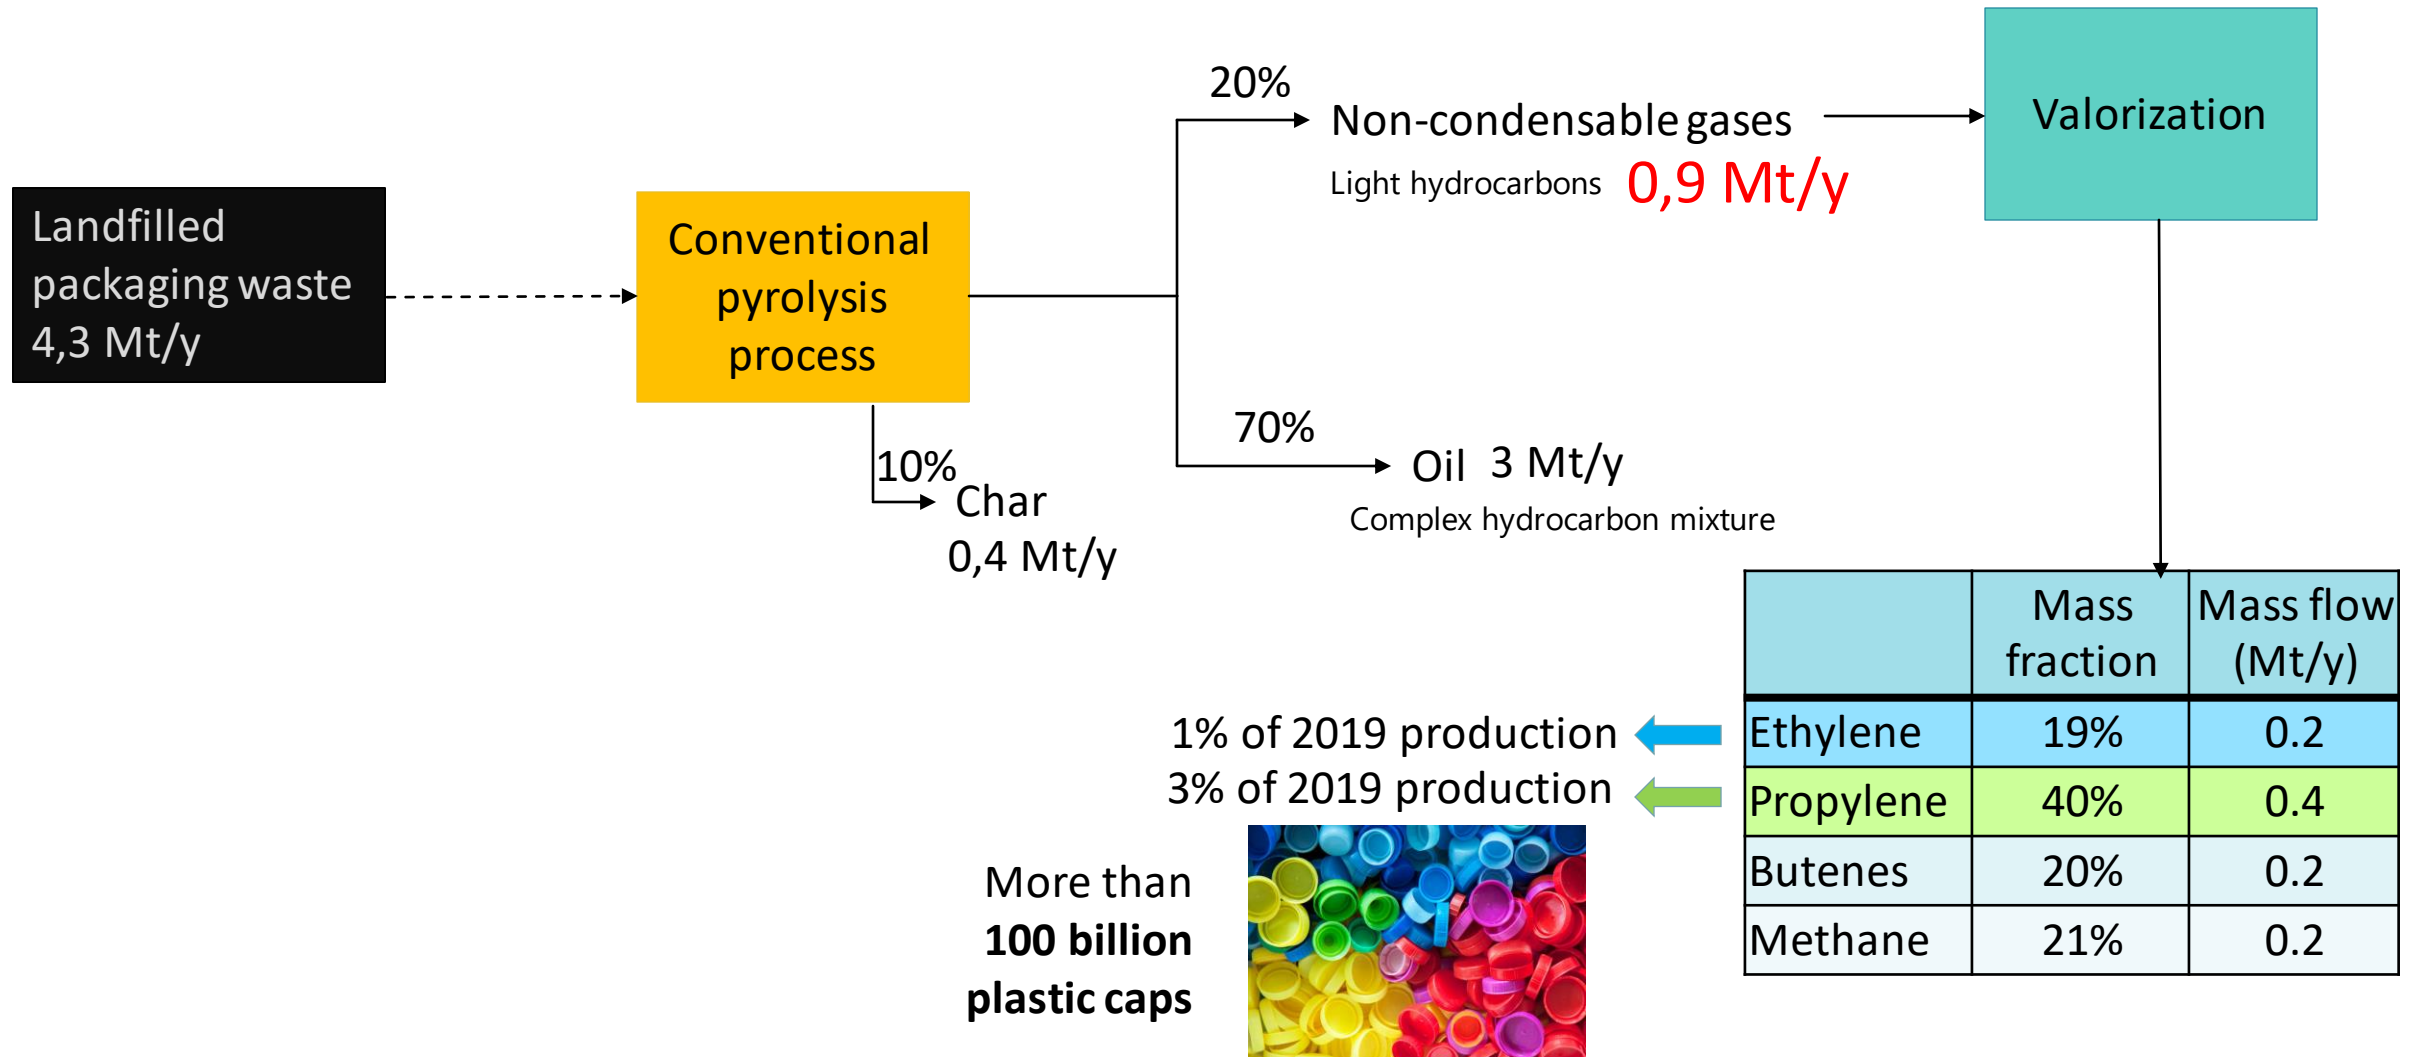 Landfilled
packaging waste
4,3 Mt/y
Conventional
pyrolysis
process
10%
Char
0,4 Mt/y
20%
Non-condensable gases
Light hydrocarbons 0,9 Mt/y
70%
Oil 3 Mt/y
Complex hydrocarbon mixture
Valorization
Mass
fraction
Mass flow
(Mt/y)
Ethylene 19% 0.2
Propylene 40% 0.4
Butenes 20% 0.2
Methane 21% 0.2
1% of 2019 production
3% of 2019 production
More than
100 billion
plastic caps